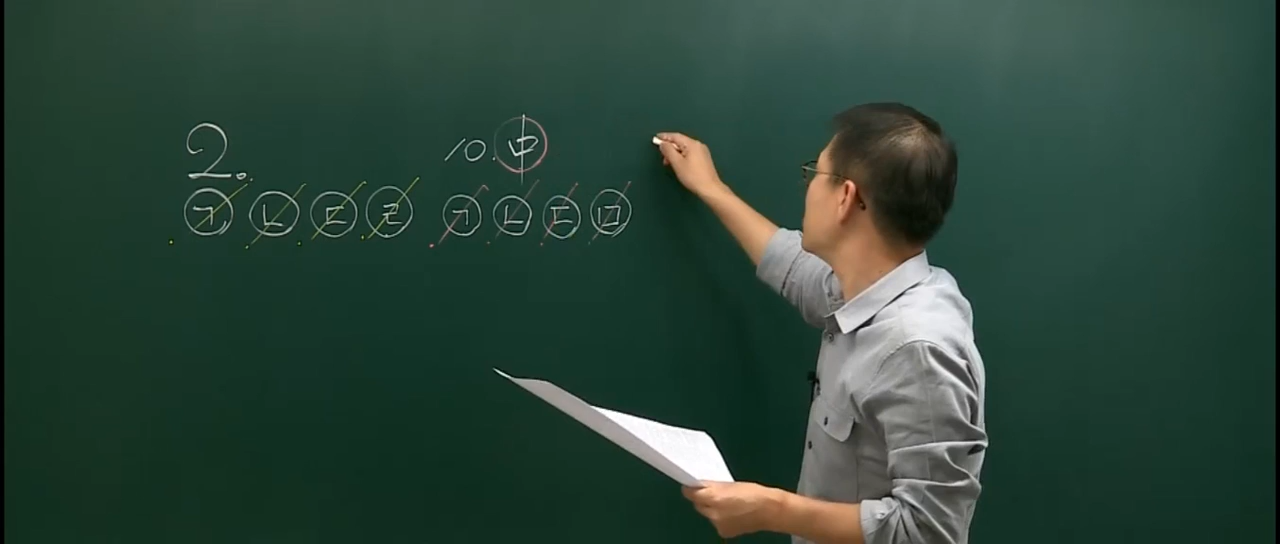 2. 10. 中
㉠ ㉡ ㉢ ㉣ ㉠ ㉡ ㉢ ㉤